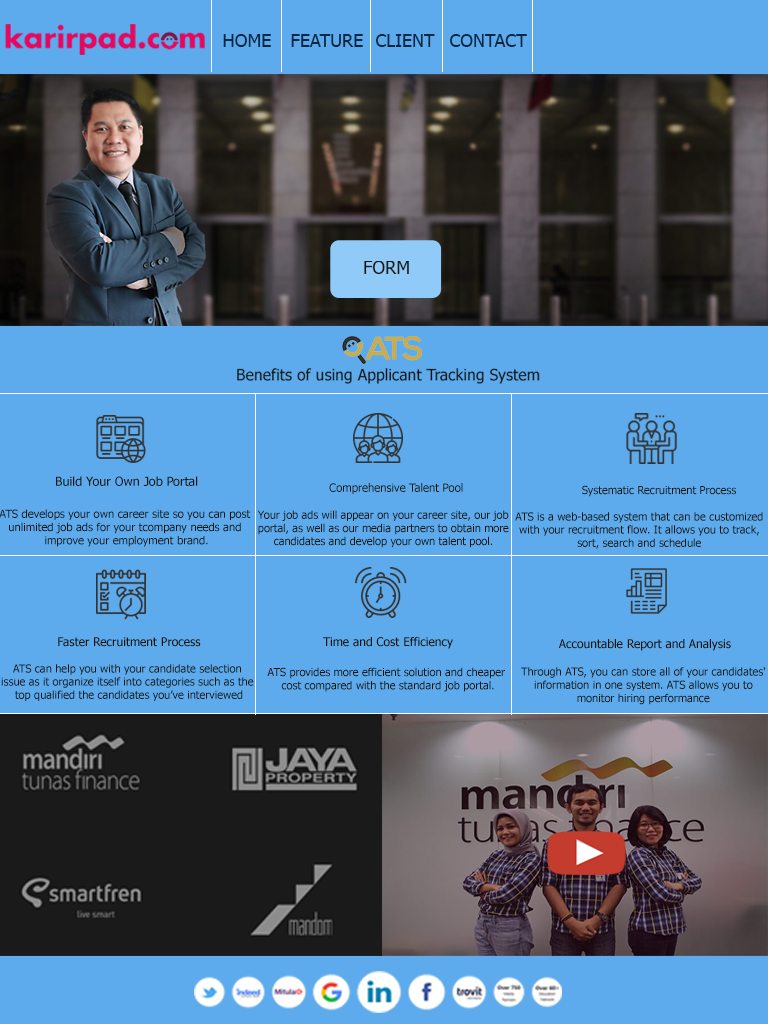 karirpad.com
HOME FEATURE CLIENT CONTACT
FORM
ATS
Benefits of using Applicant Tracking System
Build Your Own Job Portal
ATS develops your own career site so you can post
unlimited job ads for your tcompany needs and
improve your employment brand.
Comprehensive Talent Pool
Your job ads will appear on your career site, our job
portal, as well as our media partners to obtain more
candidates and develop your own talent pool.
Systematic Recruitment Process
ATS is a web-based system that can be customized
with your recruitment flow. It allows you to track,
sort, search and schedule
Faster Recruitment Process
ATS can help you with your candidate selection
issue as it organize itself into categories such as the
top qualified the candidates you've interviewed
Time and Cost Efficiency
ATS provides more efficient solution and cheaper
cost compared with the standard job portal.
Accountable Report and Analysis
Through ATS, you can store all of your candidates'
information in one system. ATS allows you to
monitor hiring performance
mandiri
tunas finance
JAYA
PROPERTY
smartfren
live smart
mandom
mandiri
tunas finance
indeed
Mitula
G
in
f
trovit
Over 750
Over 60+